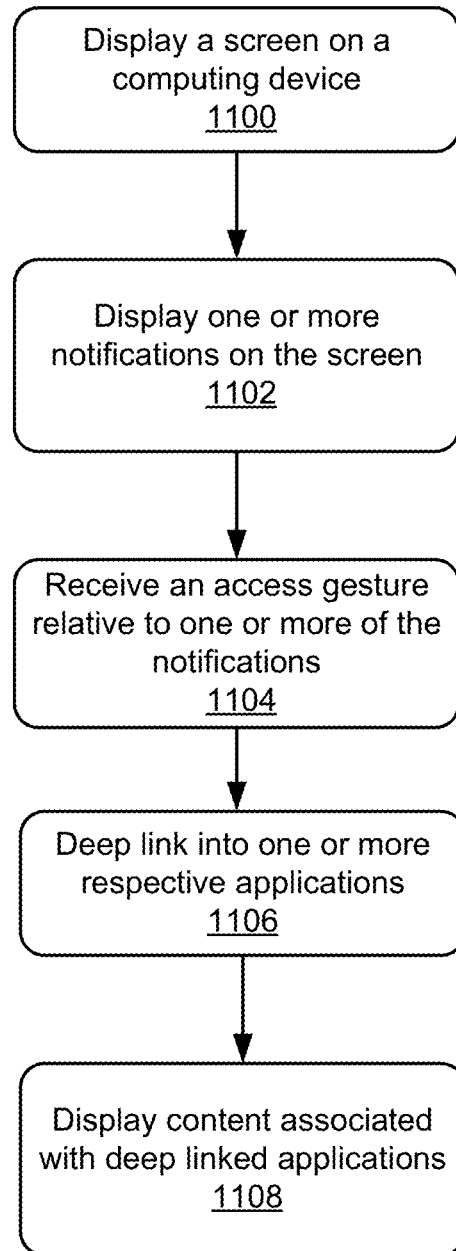 Display a screen on a
computing device
1100
Display one or more
notifications on the screen
1102
Receive an access gesture
relative to one or more of the
notifications
1104
Deep link into one or more
respective applications
1106
Display content associated
with deep linked applications
1108